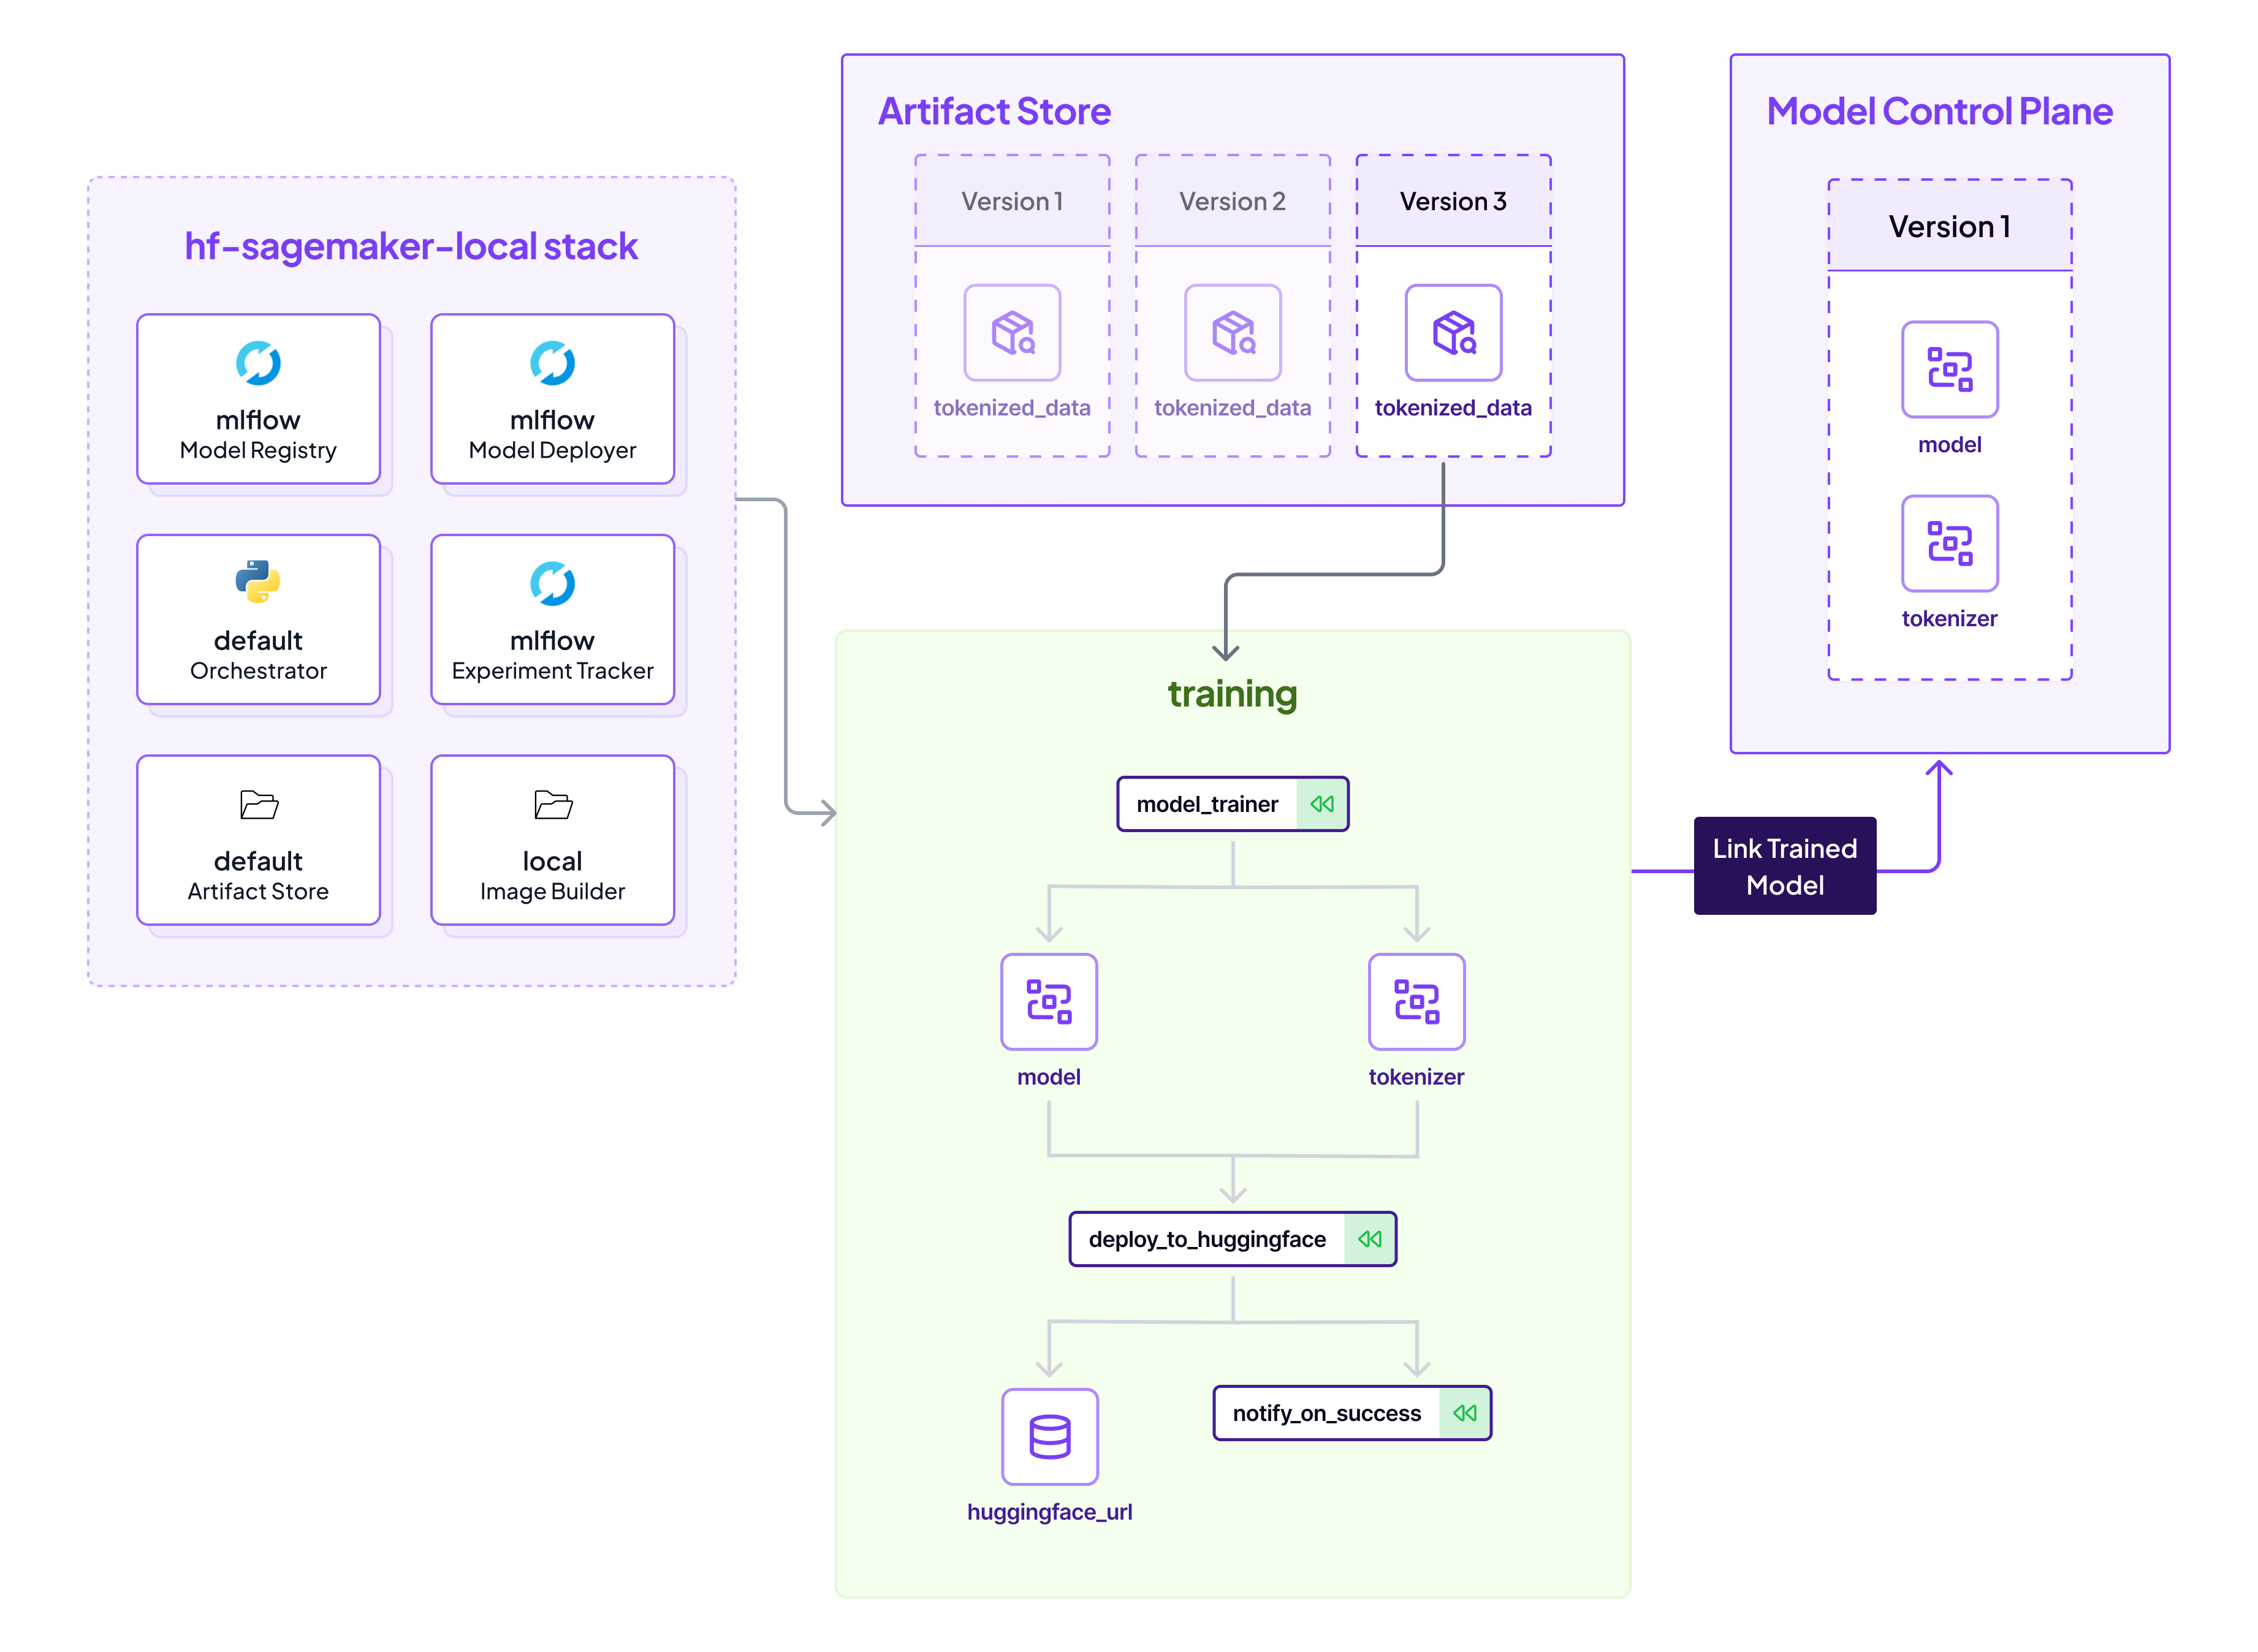 hf-sagemaker-local stack
mlflow
Model Registry
mlflow
Model Deployer
default
Orchestrator
mlflow
Experiment Tracker
default
Artifact Store
local
Image Builder
Artifact Store
Version 1
tokenized_data
Version 2
tokenized_data
Version 3
tokenized_data
training
model_trainer
model
tokenizer
deploy_to_huggingface
huggingface_url
notify_on_success
Link Trained
Model
Model Control Plane
Version 1
model
tokenizer